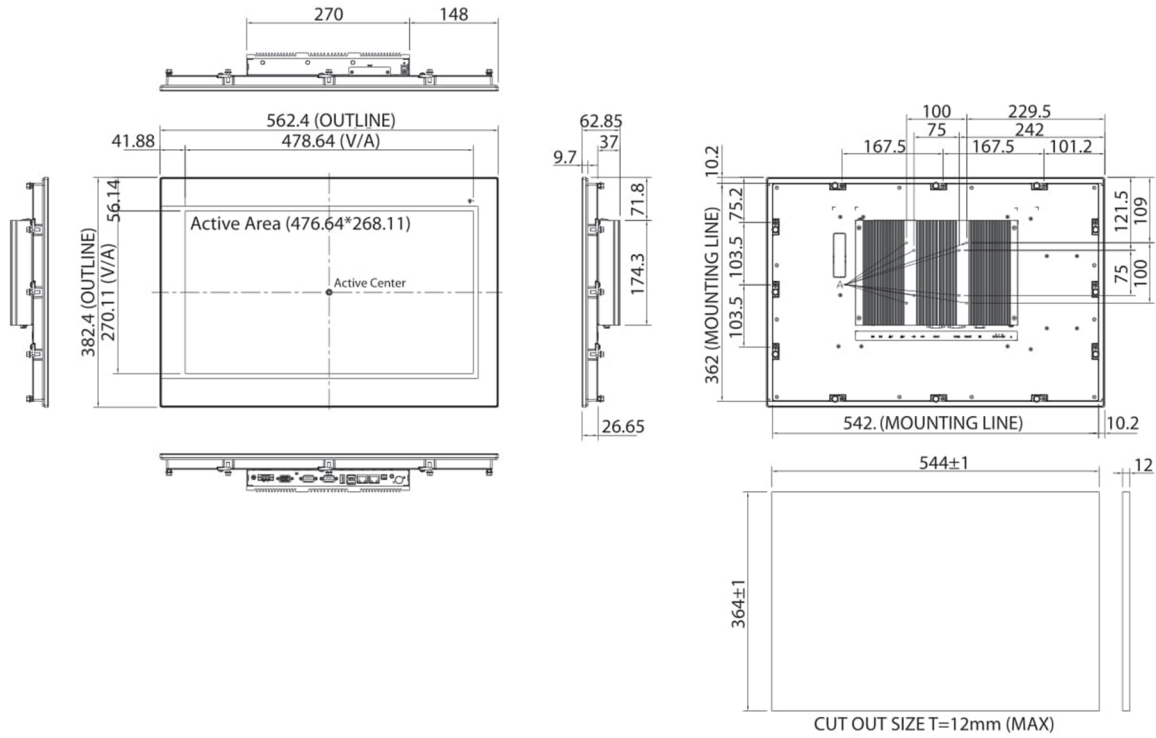 270
148
562.4 (OUTLINE)
478.64 (V/A)
41.88
56.14
382.4 (OUTLINE)
270.11 (V/A)
Active Area (476.64*268.11)
Active Center
62.85
37
9.7
71.8
174.3
26.65
100
229.5
75
242
167.5
167.5
101.2
10.2
75.2
103.5
103.5
362 (MOUNTING LINE)
A
121.5
109
75
100
542. (MOUNTING LINE)
10.2
544±1
12
364±1
CUT OUT SIZE T=12mm (MAX)